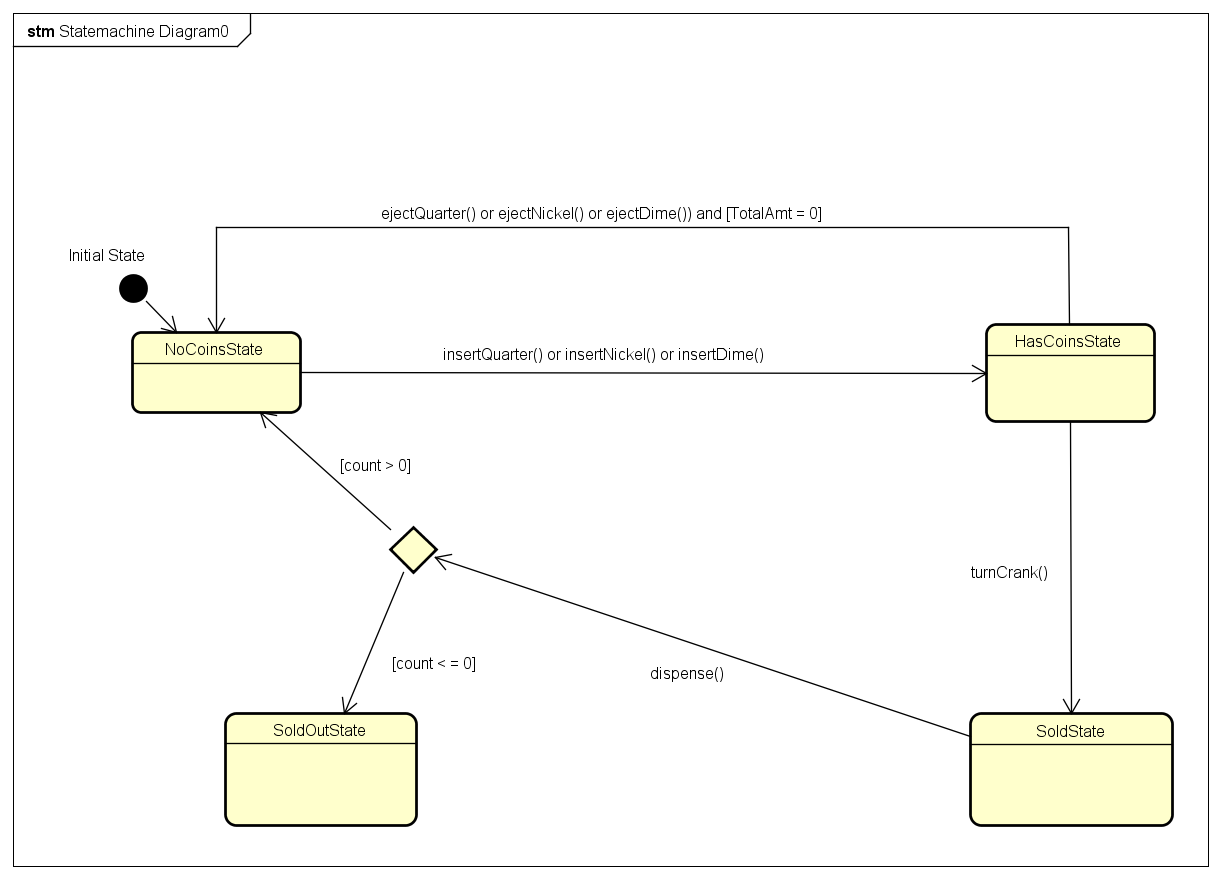 stm Statemachine Diagram0
ejectQuarter() or ejectNickel() or ejectDime()) and [TotalAmt = 0]
Initial State
NoCoinsState
insertQuarter() or insertNickel() or insertDime()
HasCoinsState
[count > 0]
turnCrank()
[count < = 0]
dispense()
SoldOutState
SoldState